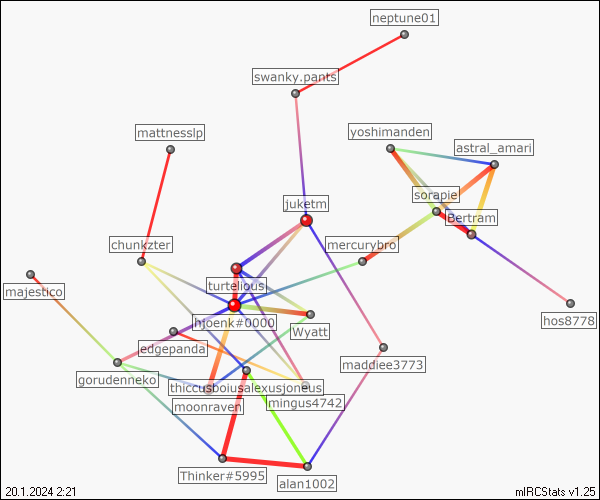 neptune01
swanky.pants
mattnesslp
yoshimanden
astral_amari
sorapie
juketm
Bertram
chunkzter
mercurybro
turtelious
majestico
hjoenk#0000
hos8778
Wyatt
edgepanda
maddiee3773
gorudenneko
thiccusboiusalexusjoneus
mingus4742
moonraven
Thinker#5995
alan1002
20.1.2024 2:21
mIRCStats v1.25